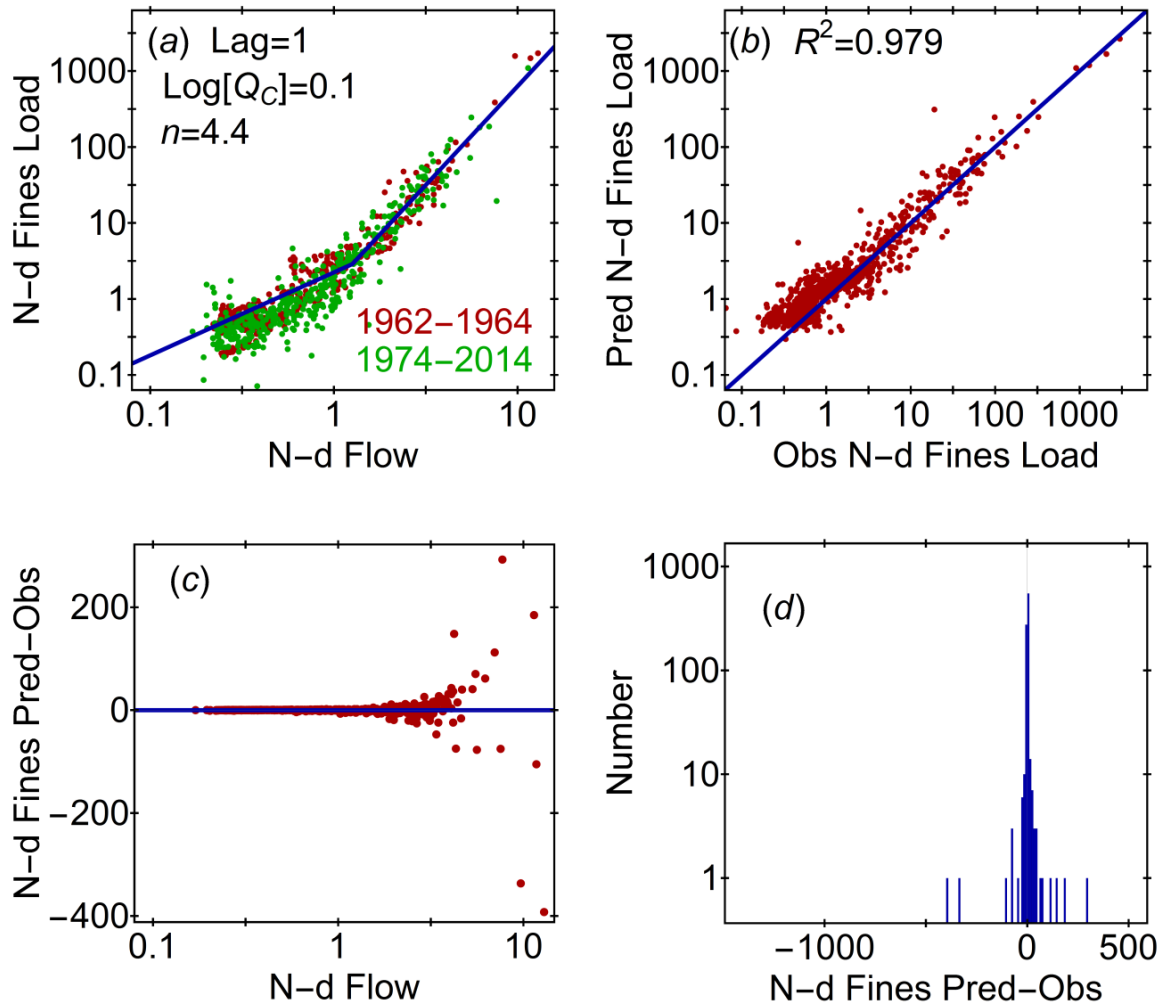 (a) Lag=1
Log[Q_C]=0.1
n=4.4
1962−1964
1974−2014
N−d Fines Load
1000
100
10
1
0.1
0.1 1 10
N−d Flow
(b) R²=0.979
Pred N−d Fines Load
1000
100
10
1
0.1
0.1 1 10 100 1000
Obs N−d Fines Load
(c)
N−d Fines Pred−Obs
200
0
−200
−400
0.1 1 10
N−d Flow
(d)
Number
1000
100
10
1
−1000 0 500
N−d Fines Pred−Obs